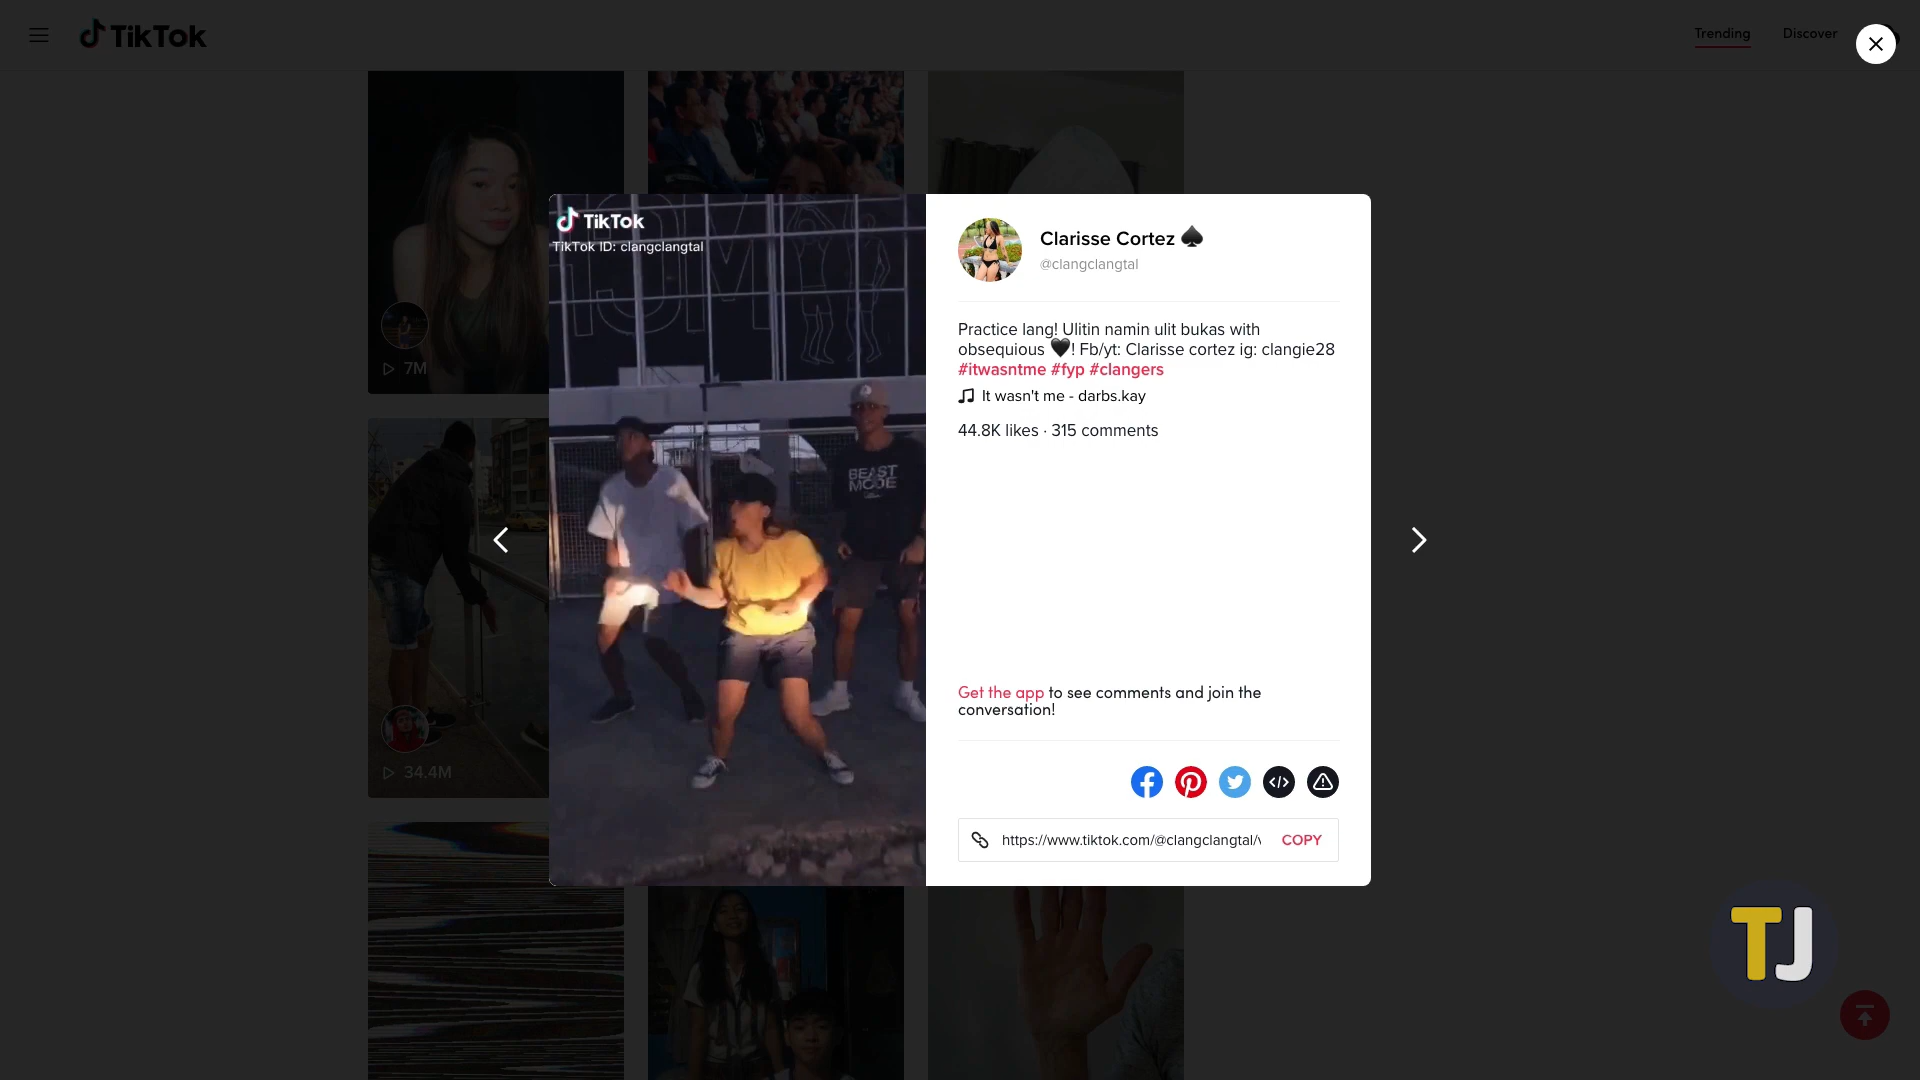 TikTok
Trending
Discover
TikTok
TikTok ID: clangclangtal
BEAST
MODE
7M
34.4M
Clarisse Cortez ♠
@clangclangtal
Practice lang! Ulitin namin ulit bukas with
obsequious 🖤! Fb/yt: Clarisse cortez ig: clangie28
#itwasntme #fyp #clangers
It wasn't me - darbs.kay
44.8K likes · 315 comments
Get the app to see comments and join the
conversation!
https://www.tiktok.com/@clangclangtal/v
COPY
TJ